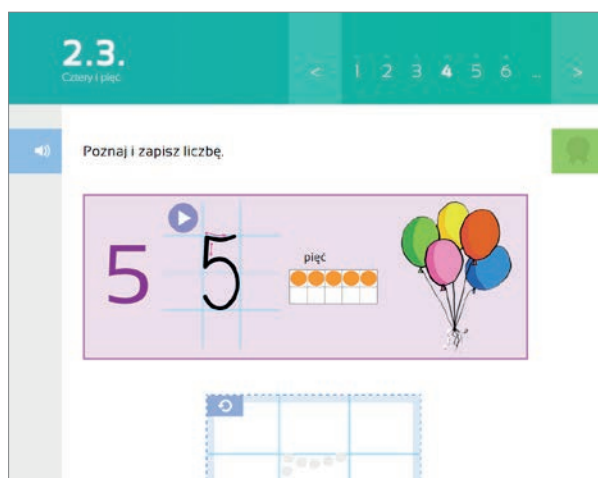 2.3.
Cztery i pięć
< 1 2 3 4 5 6 ... >
Poznaj i zapisz liczbę.
5 5
pięć